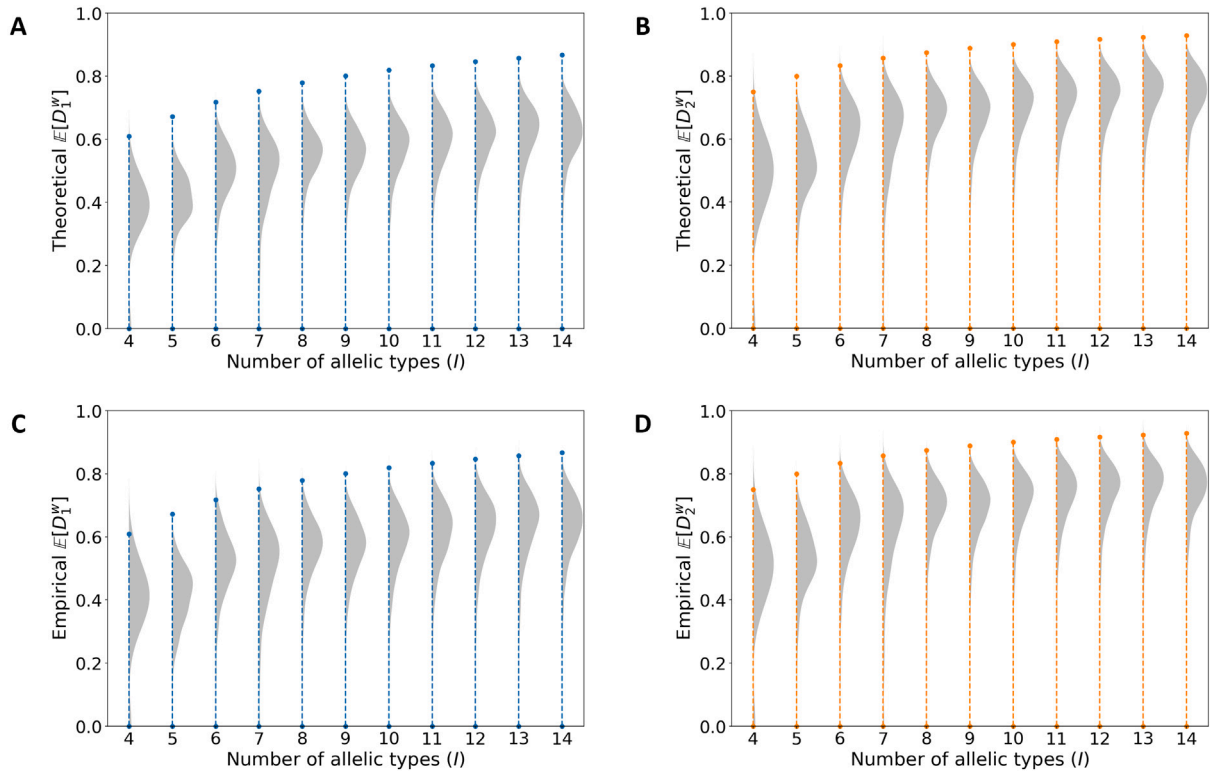 A
Theoretical 𝔼[D₁ʷ]
1.0
0.8
0.6
0.4
0.2
0.0
4 5 6 7 8 9 10 11 12 13 14
Number of allelic types (I)
B
Theoretical 𝔼[D₂ʷ]
1.0
0.8
0.6
0.4
0.2
0.0
4 5 6 7 8 9 10 11 12 13 14
Number of allelic types (I)
C
Empirical 𝔼[D₁ʷ]
1.0
0.8
0.6
0.4
0.2
0.0
4 5 6 7 8 9 10 11 12 13 14
Number of allelic types (I)
D
Empirical 𝔼[D₂ʷ]
1.0
0.8
0.6
0.4
0.2
0.0
4 5 6 7 8 9 10 11 12 13 14
Number of allelic types (I)